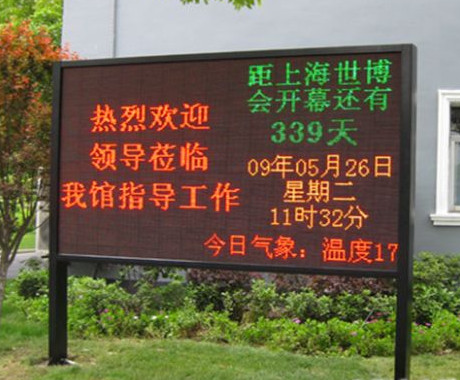 热烈欢迎
领导莅临
我馆指导工作
距上海世博
会开幕还有
339天
09年05月26日
星期二
11时32分
今日气象：温度17